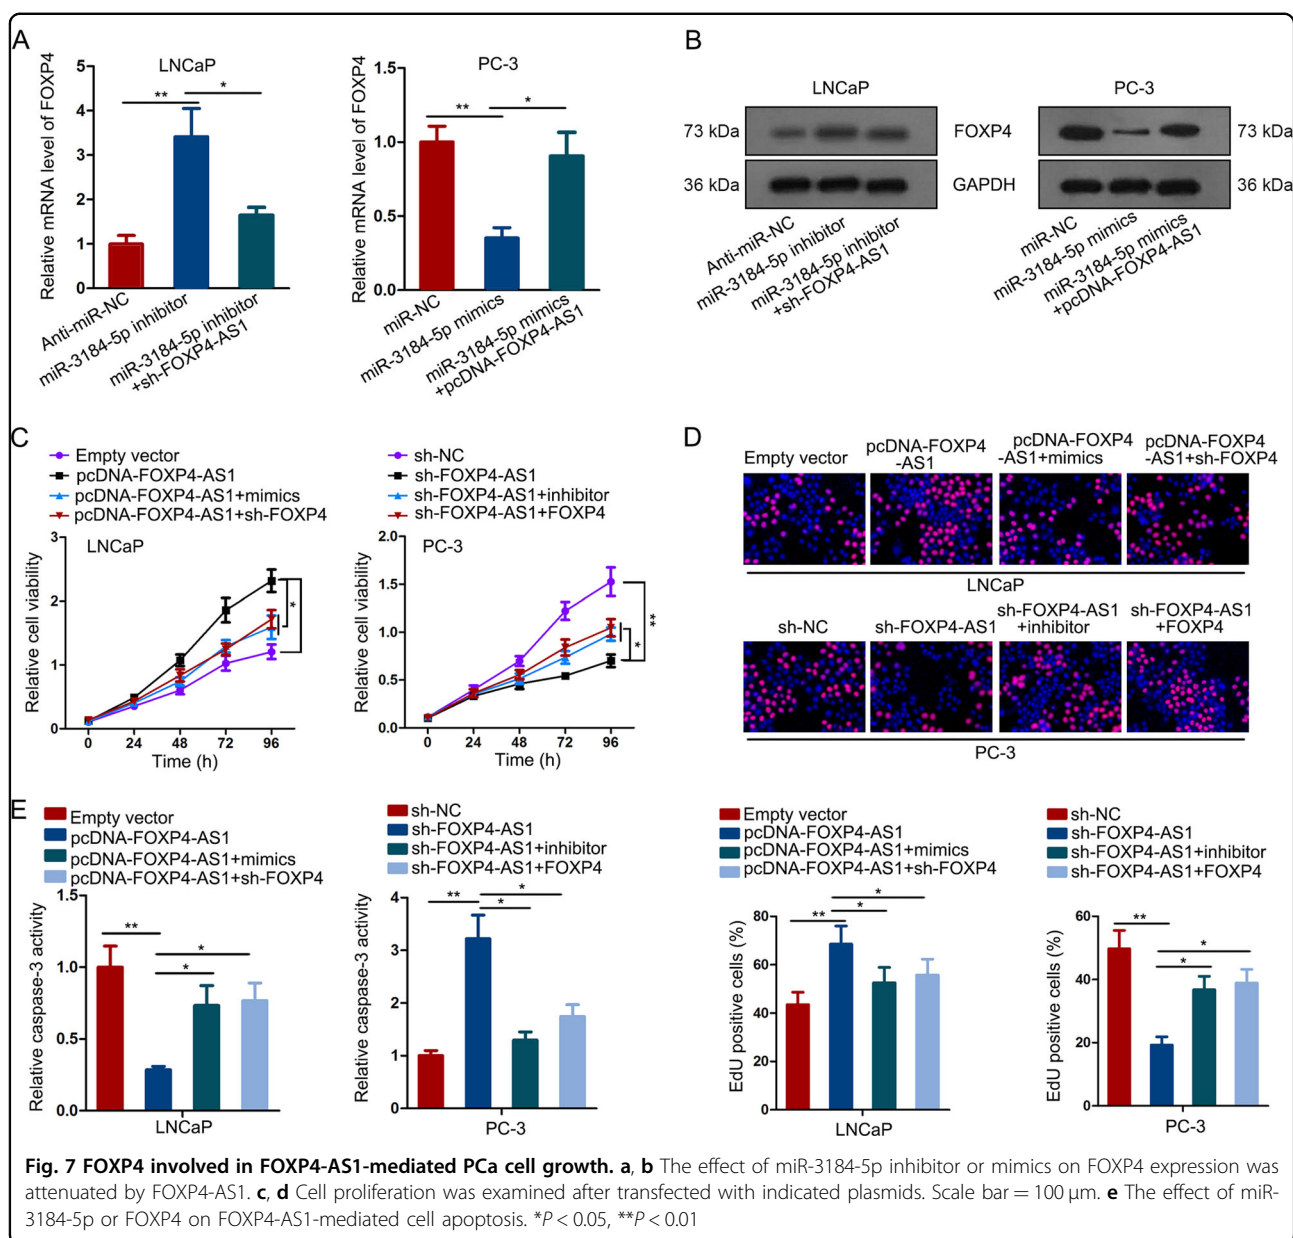 A
LNCaP
Relative mRNA level of FOXP4
5
4
3
2
1
0
**
*
Anti-miR-NC
miR-3184-5p inhibitor
miR-3184-5p inhibitor
+sh-FOXP4-AS1
PC-3
Relative mRNA level of FOXP4
1.5
1.0
0.5
0.0
**
*
miR-NC
miR-3184-5p mimics
miR-3184-5p mimics
+pcDNA-FOXP4-AS1
B
LNCaP
PC-3
73 kDa
FOXP4
73 kDa
36 kDa
GAPDH
36 kDa
Anti-miR-NC
miR-3184-5p inhibitor
miR-3184-5p inhibitor
+sh-FOXP4-AS1
miR-NC
miR-3184-5p mimics
miR-3184-5p mimics
+pcDNA-FOXP4-AS1
C
Empty vector
pcDNA-FOXP4-AS1
pcDNA-FOXP4-AS1+mimics
pcDNA-FOXP4-AS1+sh-FOXP4
LNCaP
Relative cell viability
3
2
1
0
0 24 48 72 96
Time (h)
*
sh-NC
sh-FOXP4-AS1
sh-FOXP4-AS1+inhibitor
sh-FOXP4-AS1+FOXP4
PC-3
Relative cell viability
2.0
1.5
1.0
0.5
0.0
0 24 48 72 96
Time (h)
*
**
D
Empty vector
pcDNA-FOXP4
-AS1
pcDNA-FOXP4
-AS1+mimics
pcDNA-FOXP4
-AS1+sh-FOXP4
LNCaP
sh-NC
sh-FOXP4-AS1
sh-FOXP4-AS1
+inhibitor
sh-FOXP4-AS1
+FOXP4
PC-3
E
Empty vector
pcDNA-FOXP4-AS1
pcDNA-FOXP4-AS1+mimics
pcDNA-FOXP4-AS1+sh-FOXP4
Relative caspase-3 activity
1.5
1.0
0.5
0.0
**
*
*
LNCaP
sh-NC
sh-FOXP4-AS1
sh-FOXP4-AS1+inhibitor
sh-FOXP4-AS1+FOXP4
Relative caspase-3 activity
4
3
2
1
0
**
*
*
PC-3
Empty vector
pcDNA-FOXP4-AS1
pcDNA-FOXP4-AS1+mimics
pcDNA-FOXP4-AS1+sh-FOXP4
EdU positive cells (%)
80
60
40
20
0
**
*
*
LNCaP
sh-NC
sh-FOXP4-AS1
sh-FOXP4-AS1+inhibitor
sh-FOXP4-AS1+FOXP4
EdU positive cells (%)
60
40
20
0
**
*
*
PC-3
Fig. 7 FOXP4 involved in FOXP4-AS1-mediated PCa cell growth. a, b The effect of miR-3184-5p inhibitor or mimics on FOXP4 expression was
attenuated by FOXP4-AS1. c, d Cell proliferation was examined after transfected with indicated plasmids. Scale bar = 100 μm. e The effect of miR-
3184-5p or FOXP4 on FOXP4-AS1-mediated cell apoptosis. *P < 0.05, **P < 0.01